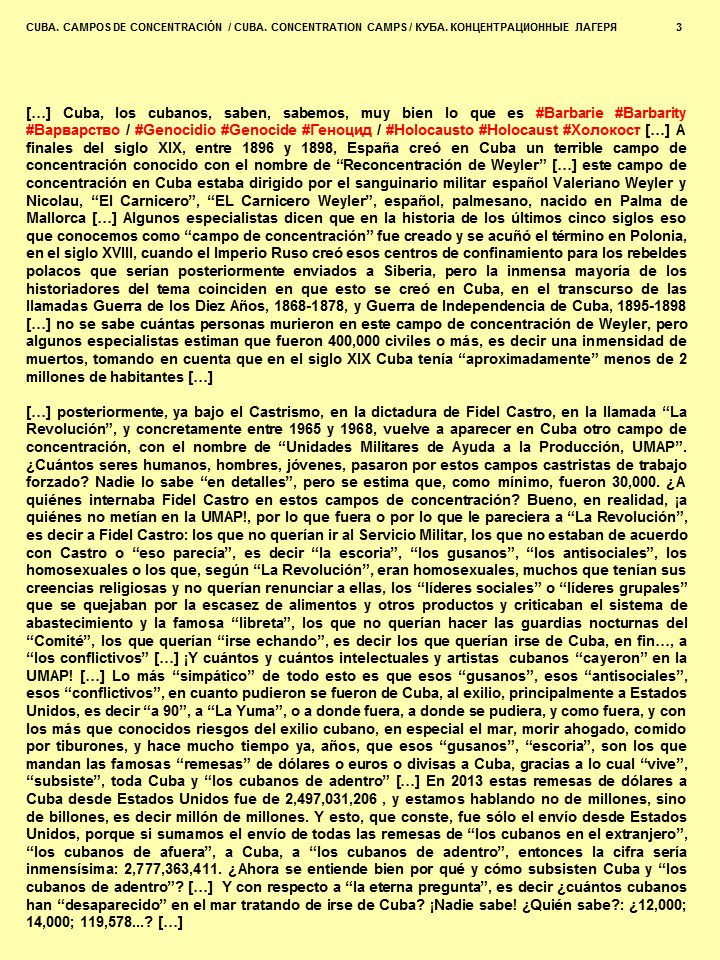 CUBA. CAMPOS DE CONCENTRACIÓN / CUBA. CONCENTRATION CAMPS / КУБА. КОНЦЕНТРАЦИОННЫЕ ЛАГЕРЯ 3
[…] Cuba, los cubanos, saben, sabemos, muy bien lo que es #Barbarie #Barbarity
#Варварство / #Genocidio #Genocide #Геноцид / #Holocausto #Holocaust #Холокост […] A
finales del siglo XIX, entre 1896 y 1898, España creó en Cuba un terrible campo de
concentración conocido con el nombre de “Reconcentración de Weyler” […] este campo de
concentración en Cuba estaba dirigido por el sanguinario militar español Valeriano Weyler y
Nicolau, “El Carnicero”, “EL Carnicero Weyler”, español, palmesano, nacido en Palma de
Mallorca […] Algunos especialistas dicen que en la historia de los últimos cinco siglos eso
que conocemos como “campo de concentración” fue creado y se acuñó el término en Polonia,
en el siglo XVIII, cuando el Imperio Ruso creó esos centros de confinamiento para los rebeldes
polacos que serían posteriormente enviados a Siberia, pero la inmensa mayoría de los
historiadores del tema coinciden en que esto se creó en Cuba, en el transcurso de las
llamadas Guerra de los Diez Años, 1868-1878, y Guerra de Independencia de Cuba, 1895-1898
[…] no se sabe cuántas personas murieron en este campo de concentración de Weyler, pero
algunos especialistas estiman que fueron 400,000 civiles o más, es decir una inmensidad de
muertos, tomando en cuenta que en el siglo XIX Cuba tenía “aproximadamente” menos de 2
millones de habitantes […]
[…] posteriormente, ya bajo el Castrismo, en la dictadura de Fidel Castro, en la llamada “La
Revolución”, y concretamente entre 1965 y 1968, vuelve a aparecer en Cuba otro campo de
concentración, con el nombre de “Unidades Militares de Ayuda a la Producción, UMAP”.
¿Cuántos seres humanos, hombres, jóvenes, pasaron por estos campos castristas de trabajo
forzado? Nadie lo sabe “en detalles”, pero se estima que, como mínimo, fueron 30,000. ¿A
quiénes internaba Fidel Castro en estos campos de concentración? Bueno, en realidad, ¡a
quiénes no metían en la UMAP!, por lo que fuera o por lo que le pareciera a “La Revolución”,
es decir a Fidel Castro: los que no querían ir al Servicio Militar, los que no estaban de acuerdo
con Castro o “eso parecía”, es decir “la escoria”, “los gusanos”, “los antisociales”, los
homosexuales o los que, según “La Revolución”, eran homosexuales, muchos que tenían sus
creencias religiosas y no querían renunciar a ellas, los “líderes sociales” o “líderes grupales”
que se quejaban por la escasez de alimentos y otros productos y criticaban el sistema de
abastecimiento y la famosa “libreta”, los que no querían hacer las guardias nocturnas del
“Comité”, los que querían “irse echando”, es decir los que querían irse de Cuba, en fin…, a
“los conflictivos” […] ¡Y cuántos y cuántos intelectuales y artistas cubanos “cayeron” en la
UMAP! […] Lo más “simpático” de todo esto es que esos “gusanos”, esos “antisociales”,
esos “conflictivos”, en cuanto pudieron se fueron de Cuba, al exilio, principalmente a Estados
Unidos, es decir “a 90”, a “La Yuma”, o a donde fuera, a donde se pudiera, y como fuera, y con
los más que conocidos riesgos del exilio cubano, en especial el mar, morir ahogado, comido
por tiburones, y hace mucho tiempo ya, años, que esos “gusanos”, “escoria”, son los que
mandan las famosas “remesas” de dólares o euros o divisas a Cuba, gracias a lo cual “vive”,
“subsiste”, toda Cuba y “los cubanos de adentro” […] En 2013 estas remesas de dólares a
Cuba desde Estados Unidos fue de 2,497,031,206 , y estamos hablando no de millones, sino
de billones, es decir millón de millones. Y esto, que conste, fue sólo el envío desde Estados
Unidos, porque si sumamos el envío de todas las remesas de “los cubanos en el extranjero”,
“los cubanos de afuera”, a Cuba, a “los cubanos de adentro”, entonces la cifra sería
inmensísima: 2,777,363,411. ¿Ahora se entiende bien por qué y cómo subsisten Cuba y “los
cubanos de adentro”? […] Y con respecto a “la eterna pregunta”, es decir ¿cuántos cubanos
han “desaparecido” en el mar tratando de irse de Cuba? ¡Nadie sabe! ¿Quién sabe?: ¿12,000;
14,000; 119,578...? […]